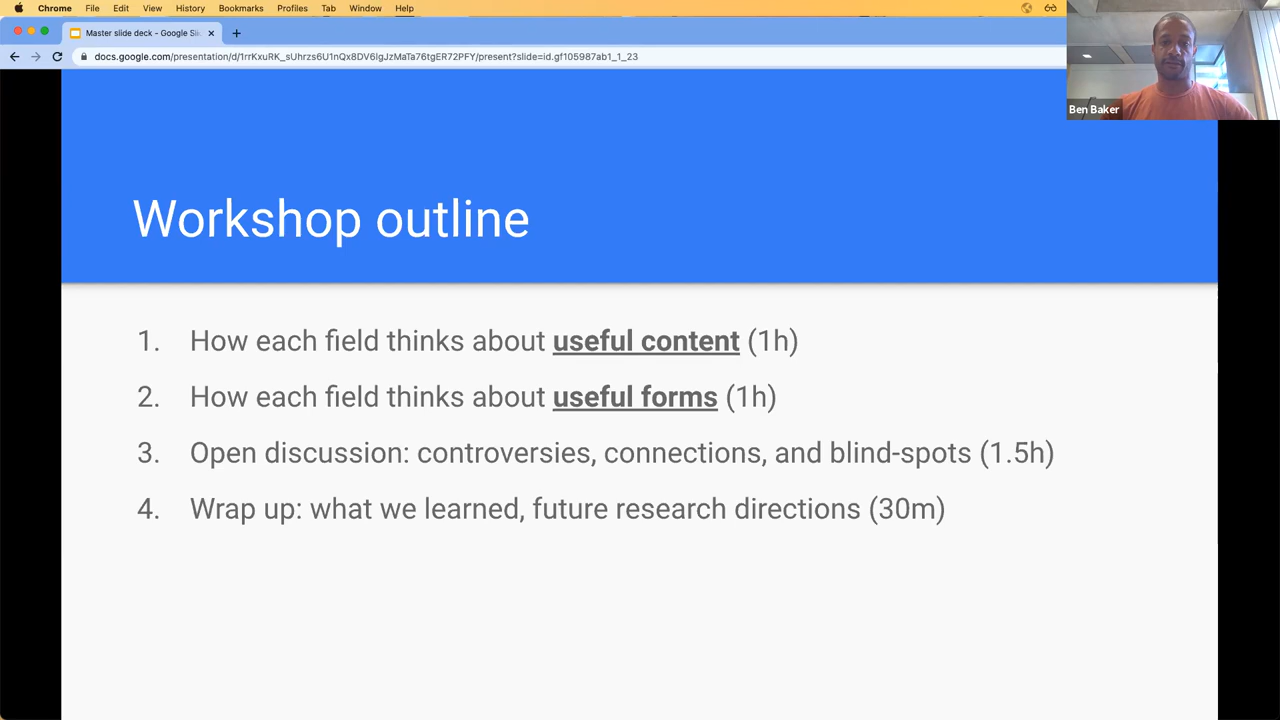 Chrome File Edit View History Bookmarks Profiles Tab Window Help
Master slide deck - Google Sli
docs.google.com/presentation/d/1rrKxuRK_sUhrzs6U1nQx8DV6lgJzMaTa76tgER72PFY/present?slide=id.gf105987ab1_1_23
Ben Baker
Workshop outline
1. How each field thinks about useful content (1h)
2. How each field thinks about useful forms (1h)
3. Open discussion: controversies, connections, and blind-spots (1.5h)
4. Wrap up: what we learned, future research directions (30m)